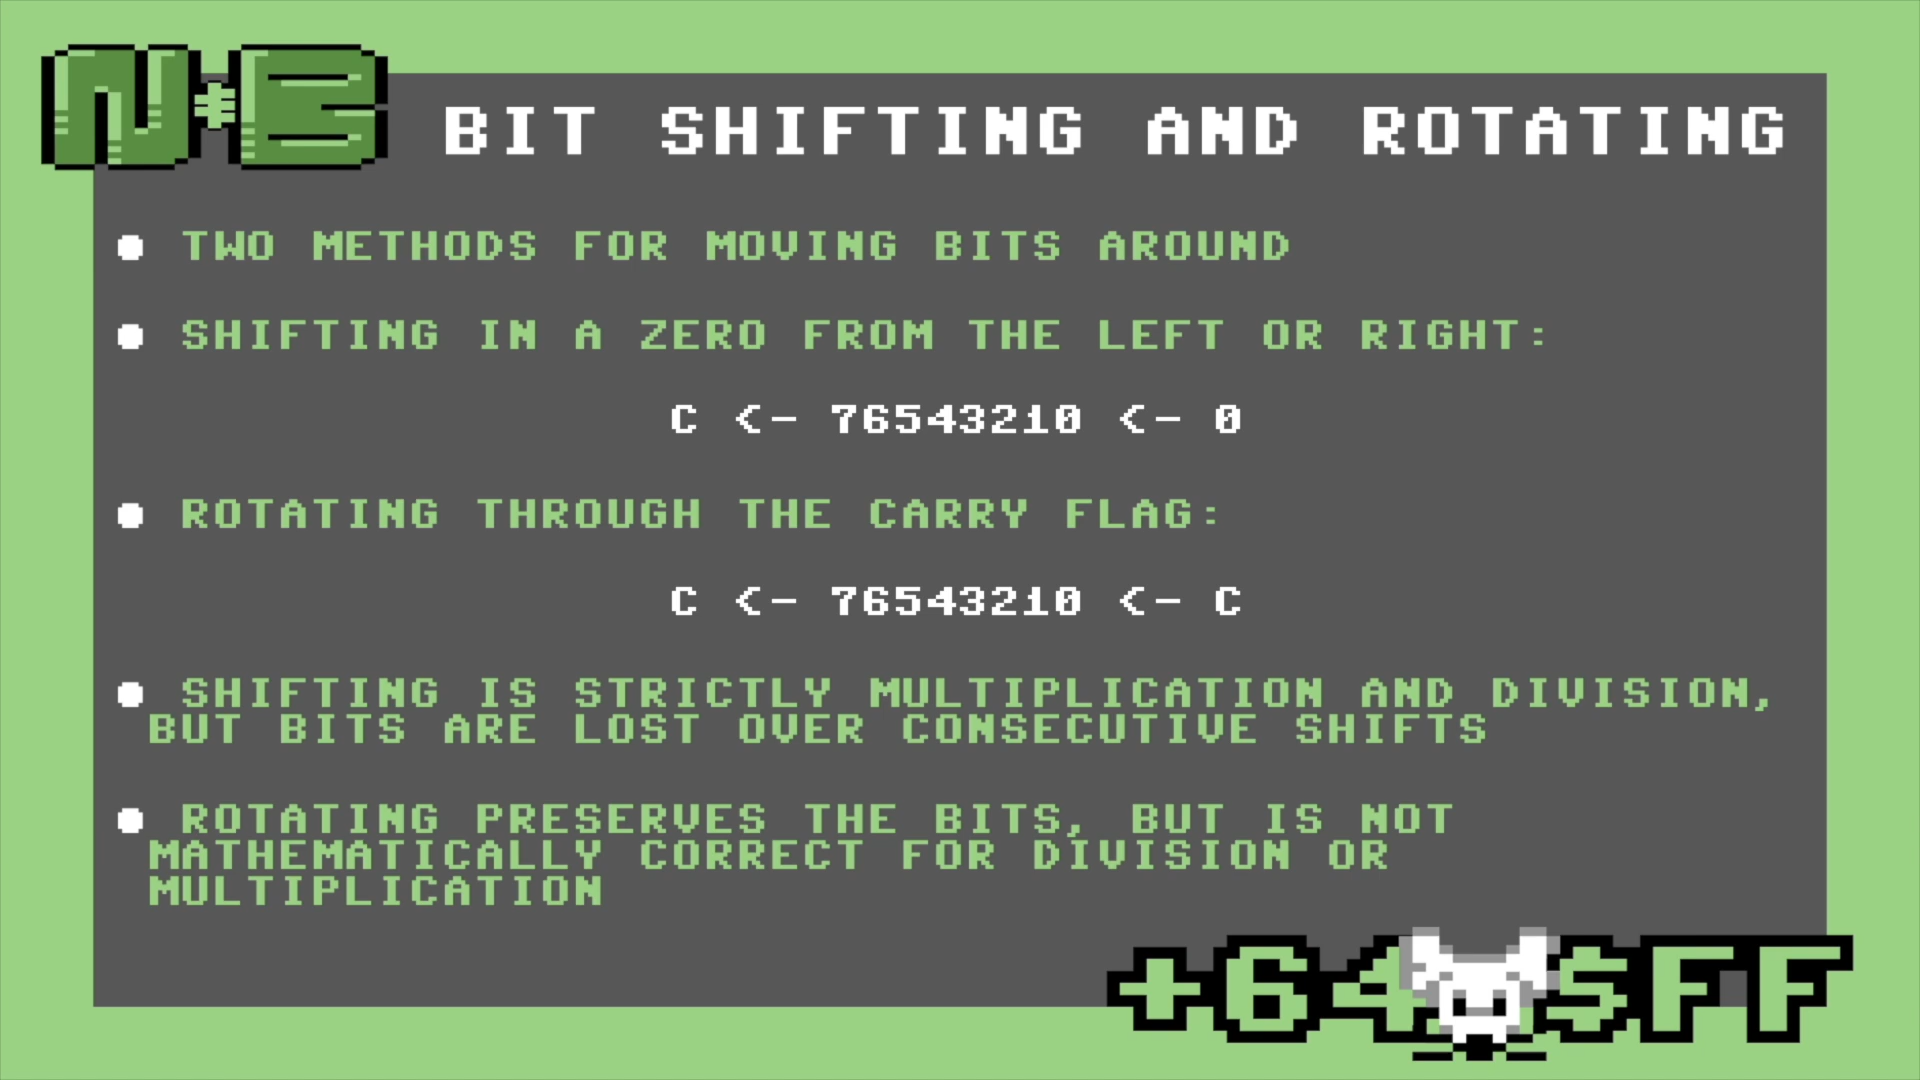 N*B
BIT SHIFTING AND ROTATING
● TWO METHODS FOR MOVING BITS AROUND
● SHIFTING IN A ZERO FROM THE LEFT OR RIGHT:
C <- 76543210 <- 0
● ROTATING THROUGH THE CARRY FLAG:
C <- 76543210 <- C
● SHIFTING IS STRICTLY MULTIPLICATION AND DIVISION,
BUT BITS ARE LOST OVER CONSECUTIVE SHIFTS
● ROTATING PRESERVES THE BITS, BUT IS NOT
MATHEMATICALLY CORRECT FOR DIVISION OR
MULTIPLICATION
+64 $FF